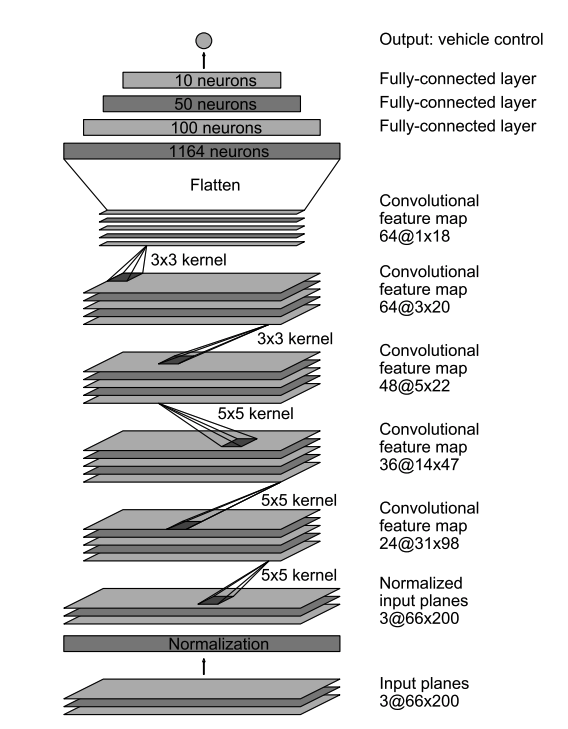 Output: vehicle control
10 neurons
Fully-connected layer
50 neurons
Fully-connected layer
100 neurons
Fully-connected layer
1164 neurons
Flatten
Convolutional
feature map
64@1x18
3x3 kernel
Convolutional
feature map
64@3x20
3x3 kernel
Convolutional
feature map
48@5x22
5x5 kernel
Convolutional
feature map
36@14x47
5x5 kernel
Convolutional
feature map
24@31x98
5x5 kernel
Normalized
input planes
3@66x200
Normalization
Input planes
3@66x200